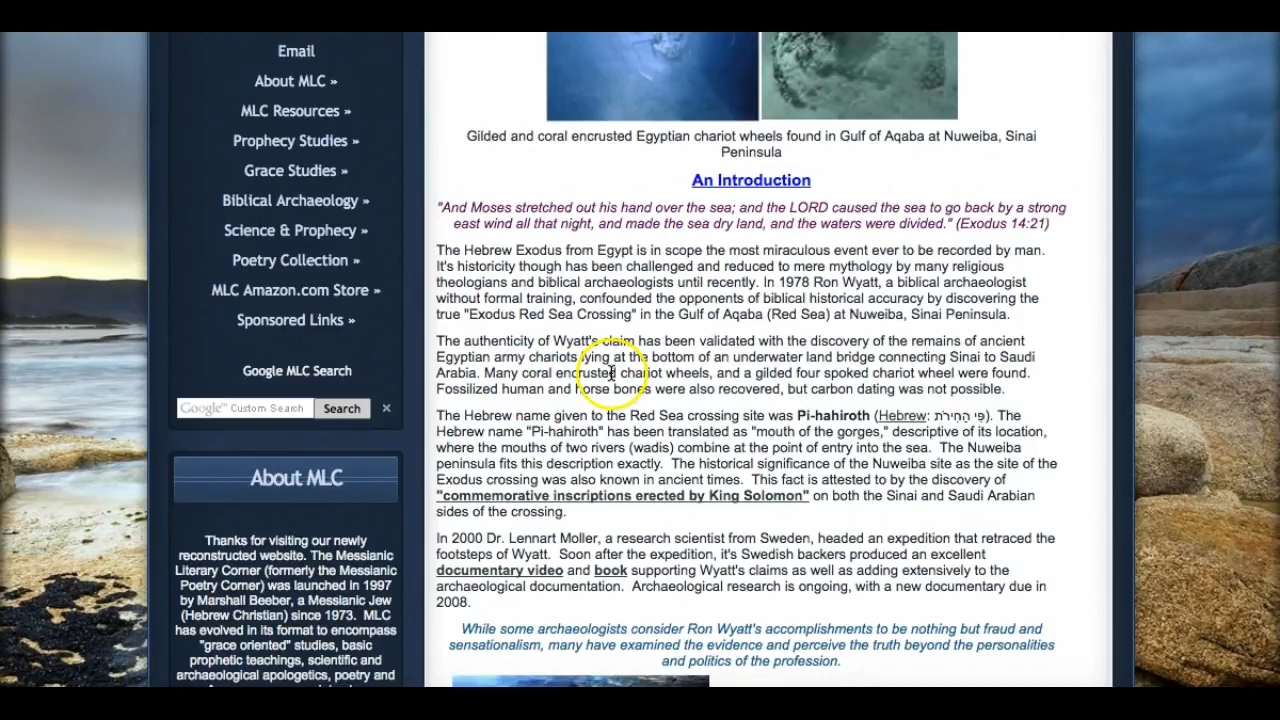 Email
About MLC »
MLC Resources »
Prophecy Studies »
Grace Studies »
Biblical Archaeology »
Science & Prophecy »
Poetry Collection »
MLC Amazon.com Store »
Sponsored Links »
Google MLC Search
Google™ Custom Search
Search
×
About MLC
Thanks for visiting our newly
reconstructed website. The Messianic
Literary Corner (formerly the Messianic
Poetry Corner) was launched in 1997
by Marshall Beeber, a Messianic Jew
(Hebrew Christian) since 1973. MLC
has evolved in its format to encompass
"grace oriented" studies, basic
prophetic teachings, scientific and
archaeological apologetics, poetry and
Gilded and coral encrusted Egyptian chariot wheels found in Gulf of Aqaba at Nuweiba, Sinai
Peninsula
An Introduction
"And Moses stretched out his hand over the sea; and the LORD caused the sea to go back by a strong
east wind all that night, and made the sea dry land, and the waters were divided." (Exodus 14:21)
The Hebrew Exodus from Egypt is in scope the most miraculous event ever to be recorded by man.
It's historicity though has been challenged and reduced to mere mythology by many religious
theologians and biblical archaeologists until recently. In 1978 Ron Wyatt, a biblical archaeologist
without formal training, confounded the opponents of biblical historical accuracy by discovering the
true "Exodus Red Sea Crossing" in the Gulf of Aqaba (Red Sea) at Nuweiba, Sinai Peninsula.
The authenticity of Wyatt's claim has been validated with the discovery of the remains of ancient
Egyptian army chariots lying at the bottom of an underwater land bridge connecting Sinai to Saudi
Arabia. Many coral encrusted chariot wheels, and a gilded four spoked chariot wheel were found.
Fossilized human and horse bones were also recovered, but carbon dating was not possible.
The Hebrew name given to the Red Sea crossing site was Pi-hahiroth (Hebrew: פִּי הַחִירֹת). The
Hebrew name "Pi-hahiroth" has been translated as "mouth of the gorges," descriptive of its location,
where the mouths of two rivers (wadis) combine at the point of entry into the sea. The Nuweiba
peninsula fits this description exactly. The historical significance of the Nuweiba site as the site of the
Exodus crossing was also known in ancient times. This fact is attested to by the discovery of
"commemorative inscriptions erected by King Solomon" on both the Sinai and Saudi Arabian
sides of the crossing.
In 2000 Dr. Lennart Moller, a research scientist from Sweden, headed an expedition that retraced the
footsteps of Wyatt. Soon after the expedition, it's Swedish backers produced an excellent
documentary video and book supporting Wyatt's claims as well as adding extensively to the
archaeological documentation. Archaeological research is ongoing, with a new documentary due in
2008.
While some archaeologists consider Ron Wyatt's accomplishments to be nothing but fraud and
sensationalism, many have examined the evidence and perceive the truth beyond the personalities
and politics of the profession.